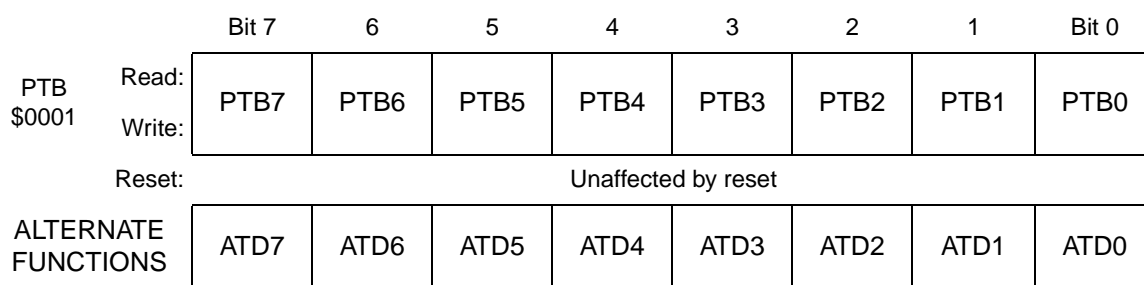 Bit 7 6 5 4 3 2 1 Bit 0
PTB
$0001
Read:
Write:
PTB7 PTB6 PTB5 PTB4 PTB3 PTB2 PTB1 PTB0
Reset: Unaffected by reset
ALTERNATE
FUNCTIONS
ATD7 ATD6 ATD5 ATD4 ATD3 ATD2 ATD1 ATD0